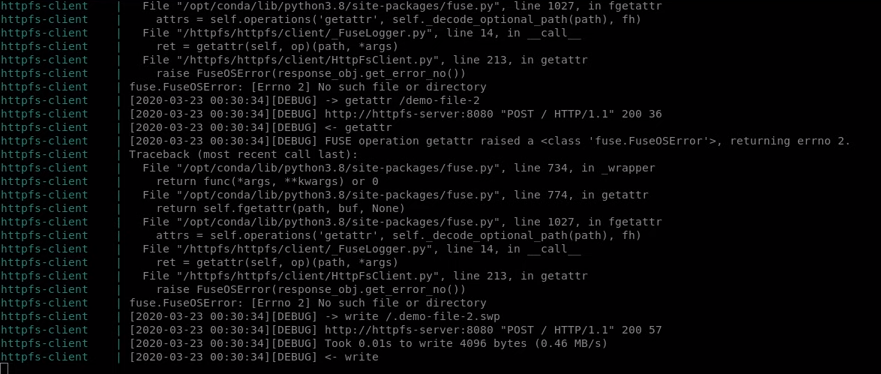 httpfs-client    |   File "/opt/conda/lib/python3.8/site-packages/fuse.py", line 1027, in fgetattr
httpfs-client    |     attrs = self.operations('getattr', self._decode_optional_path(path), fh)
httpfs-client    |   File "/httpfs/httpfs/client/_FuseLogger.py", line 14, in __call__
httpfs-client    |     ret = getattr(self, op)(path, *args)
httpfs-client    |   File "/httpfs/httpfs/client/HttpFsClient.py", line 213, in getattr
httpfs-client    |     raise FuseOSError(response_obj.get_error_no())
httpfs-client    | fuse.FuseOSError: [Errno 2] No such file or directory
httpfs-client    | [2020-03-23 00:30:34][DEBUG] -> getattr /demo-file-2
httpfs-client    | [2020-03-23 00:30:34][DEBUG] http://httpfs-server:8080 "POST / HTTP/1.1" 200 36
httpfs-client    | [2020-03-23 00:30:34][DEBUG] <- getattr
httpfs-client    | [2020-03-23 00:30:34][DEBUG] FUSE operation getattr raised a <class 'fuse.FuseOSError'>, returning errno 2.
httpfs-client    | Traceback (most recent call last):
httpfs-client    |   File "/opt/conda/lib/python3.8/site-packages/fuse.py", line 734, in _wrapper
httpfs-client    |     return func(*args, **kwargs) or 0
httpfs-client    |   File "/opt/conda/lib/python3.8/site-packages/fuse.py", line 774, in getattr
httpfs-client    |     return self.fgetattr(path, buf, None)
httpfs-client    |   File "/opt/conda/lib/python3.8/site-packages/fuse.py", line 1027, in fgetattr
httpfs-client    |     attrs = self.operations('getattr', self._decode_optional_path(path), fh)
httpfs-client    |   File "/httpfs/httpfs/client/_FuseLogger.py", line 14, in __call__
httpfs-client    |     ret = getattr(self, op)(path, *args)
httpfs-client    |   File "/httpfs/httpfs/client/HttpFsClient.py", line 213, in getattr
httpfs-client    |     raise FuseOSError(response_obj.get_error_no())
httpfs-client    | fuse.FuseOSError: [Errno 2] No such file or directory
httpfs-client    | [2020-03-23 00:30:34][DEBUG] -> write /.demo-file-2.swp
httpfs-client    | [2020-03-23 00:30:34][DEBUG] http://httpfs-server:8080 "POST / HTTP/1.1" 200 57
httpfs-client    | [2020-03-23 00:30:34][DEBUG] Took 0.01s to write 4096 bytes (0.46 MB/s)
httpfs-client    | [2020-03-23 00:30:34][DEBUG] <- write